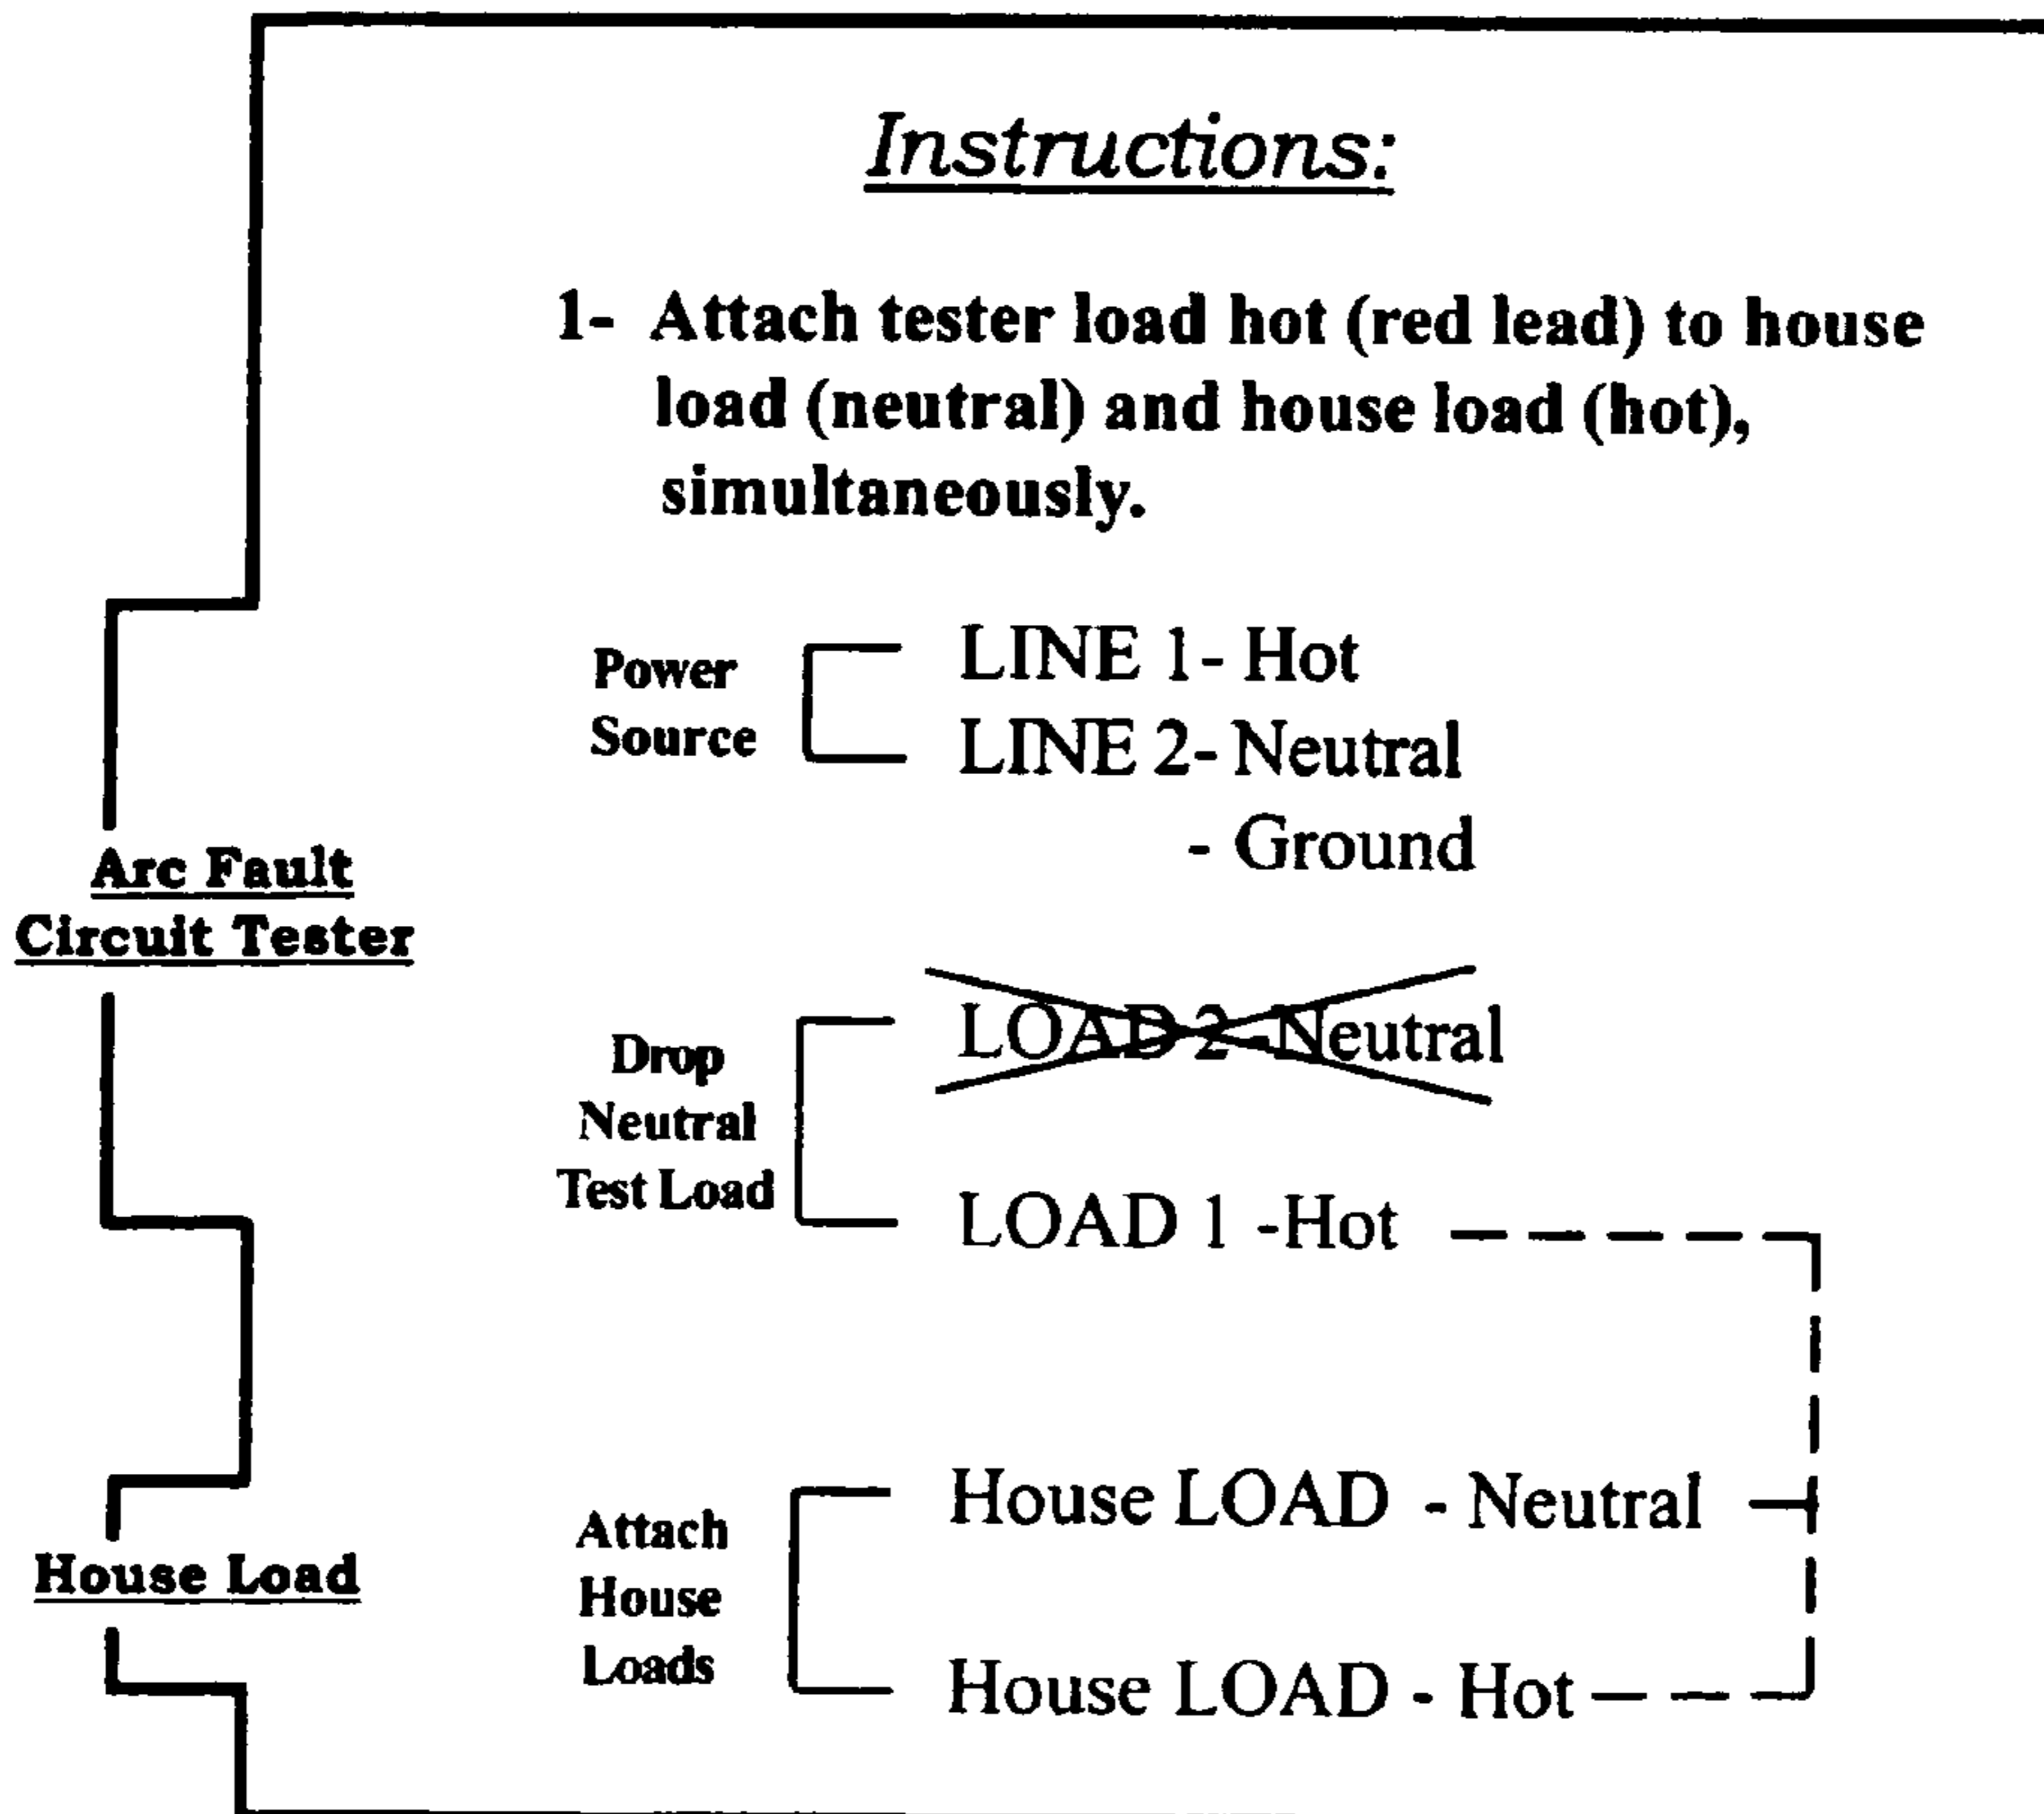 Instructions:
1- Attach tester load hot (red lead) to house
load (neutral) and house load (hot),
simultaneously.
Power
Source
LINE 1- Hot
LINE 2- Neutral
- Ground
Arc Fault
Circuit Tester
Drop
Neutral
Test Load
LOAD 2 -Neutral
LOAD 1 -Hot
House Load
Attach
House
Loads
House LOAD - Neutral
House LOAD - Hot